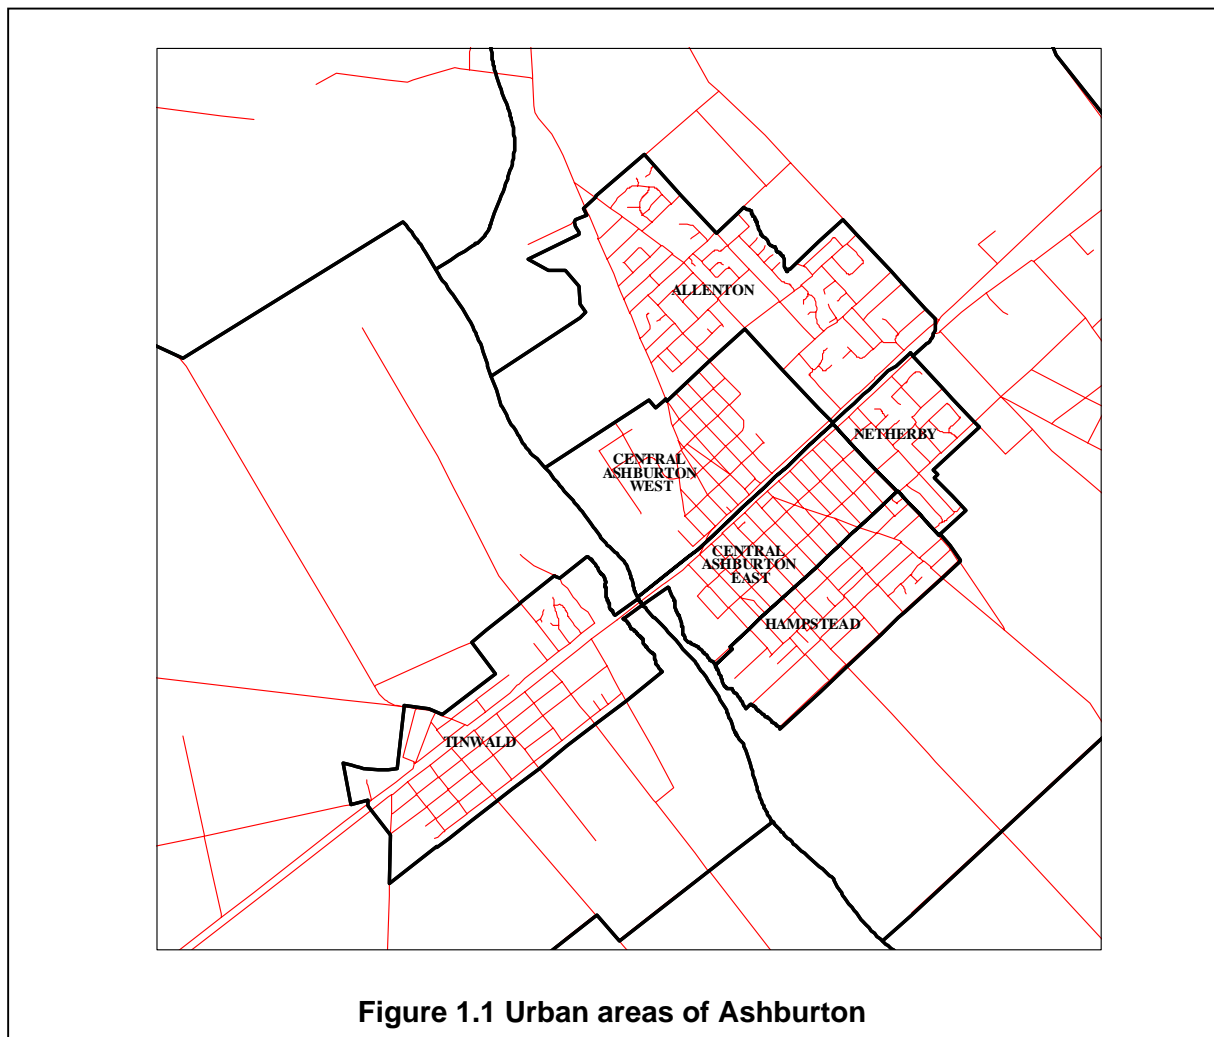 ALLENTON
NETHERBY
CENTRAL
ASHBURTON
WEST
CENTRAL
ASHBURTON
EAST
HAMPSTEAD
TINWALD
Figure 1.1 Urban areas of Ashburton